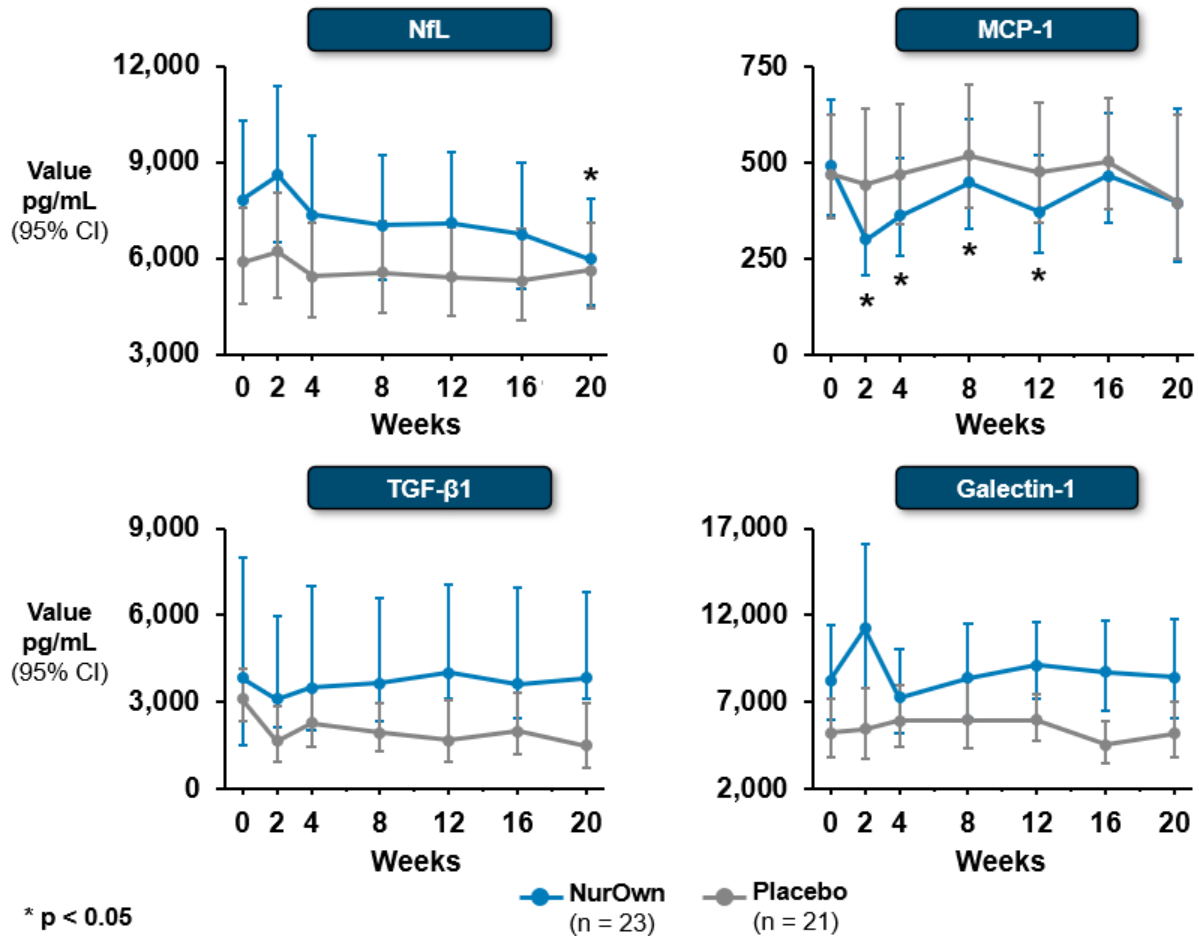 NfL
12,000
9,000
6,000
3,000
Value
pg/mL
(95% CI)
*
0 2 4 8 12 16 20
Weeks
MCP-1
750
500
250
0
* * * *
0 2 4 8 12 16 20
Weeks
TGF-β1
9,000
6,000
3,000
0
Value
pg/mL
(95% CI)
0 2 4 8 12 16 20
Weeks
Galectin-1
17,000
12,000
7,000
2,000
0 2 4 8 12 16 20
Weeks
* p < 0.05
NurOwn
(n = 23)
Placebo
(n = 21)